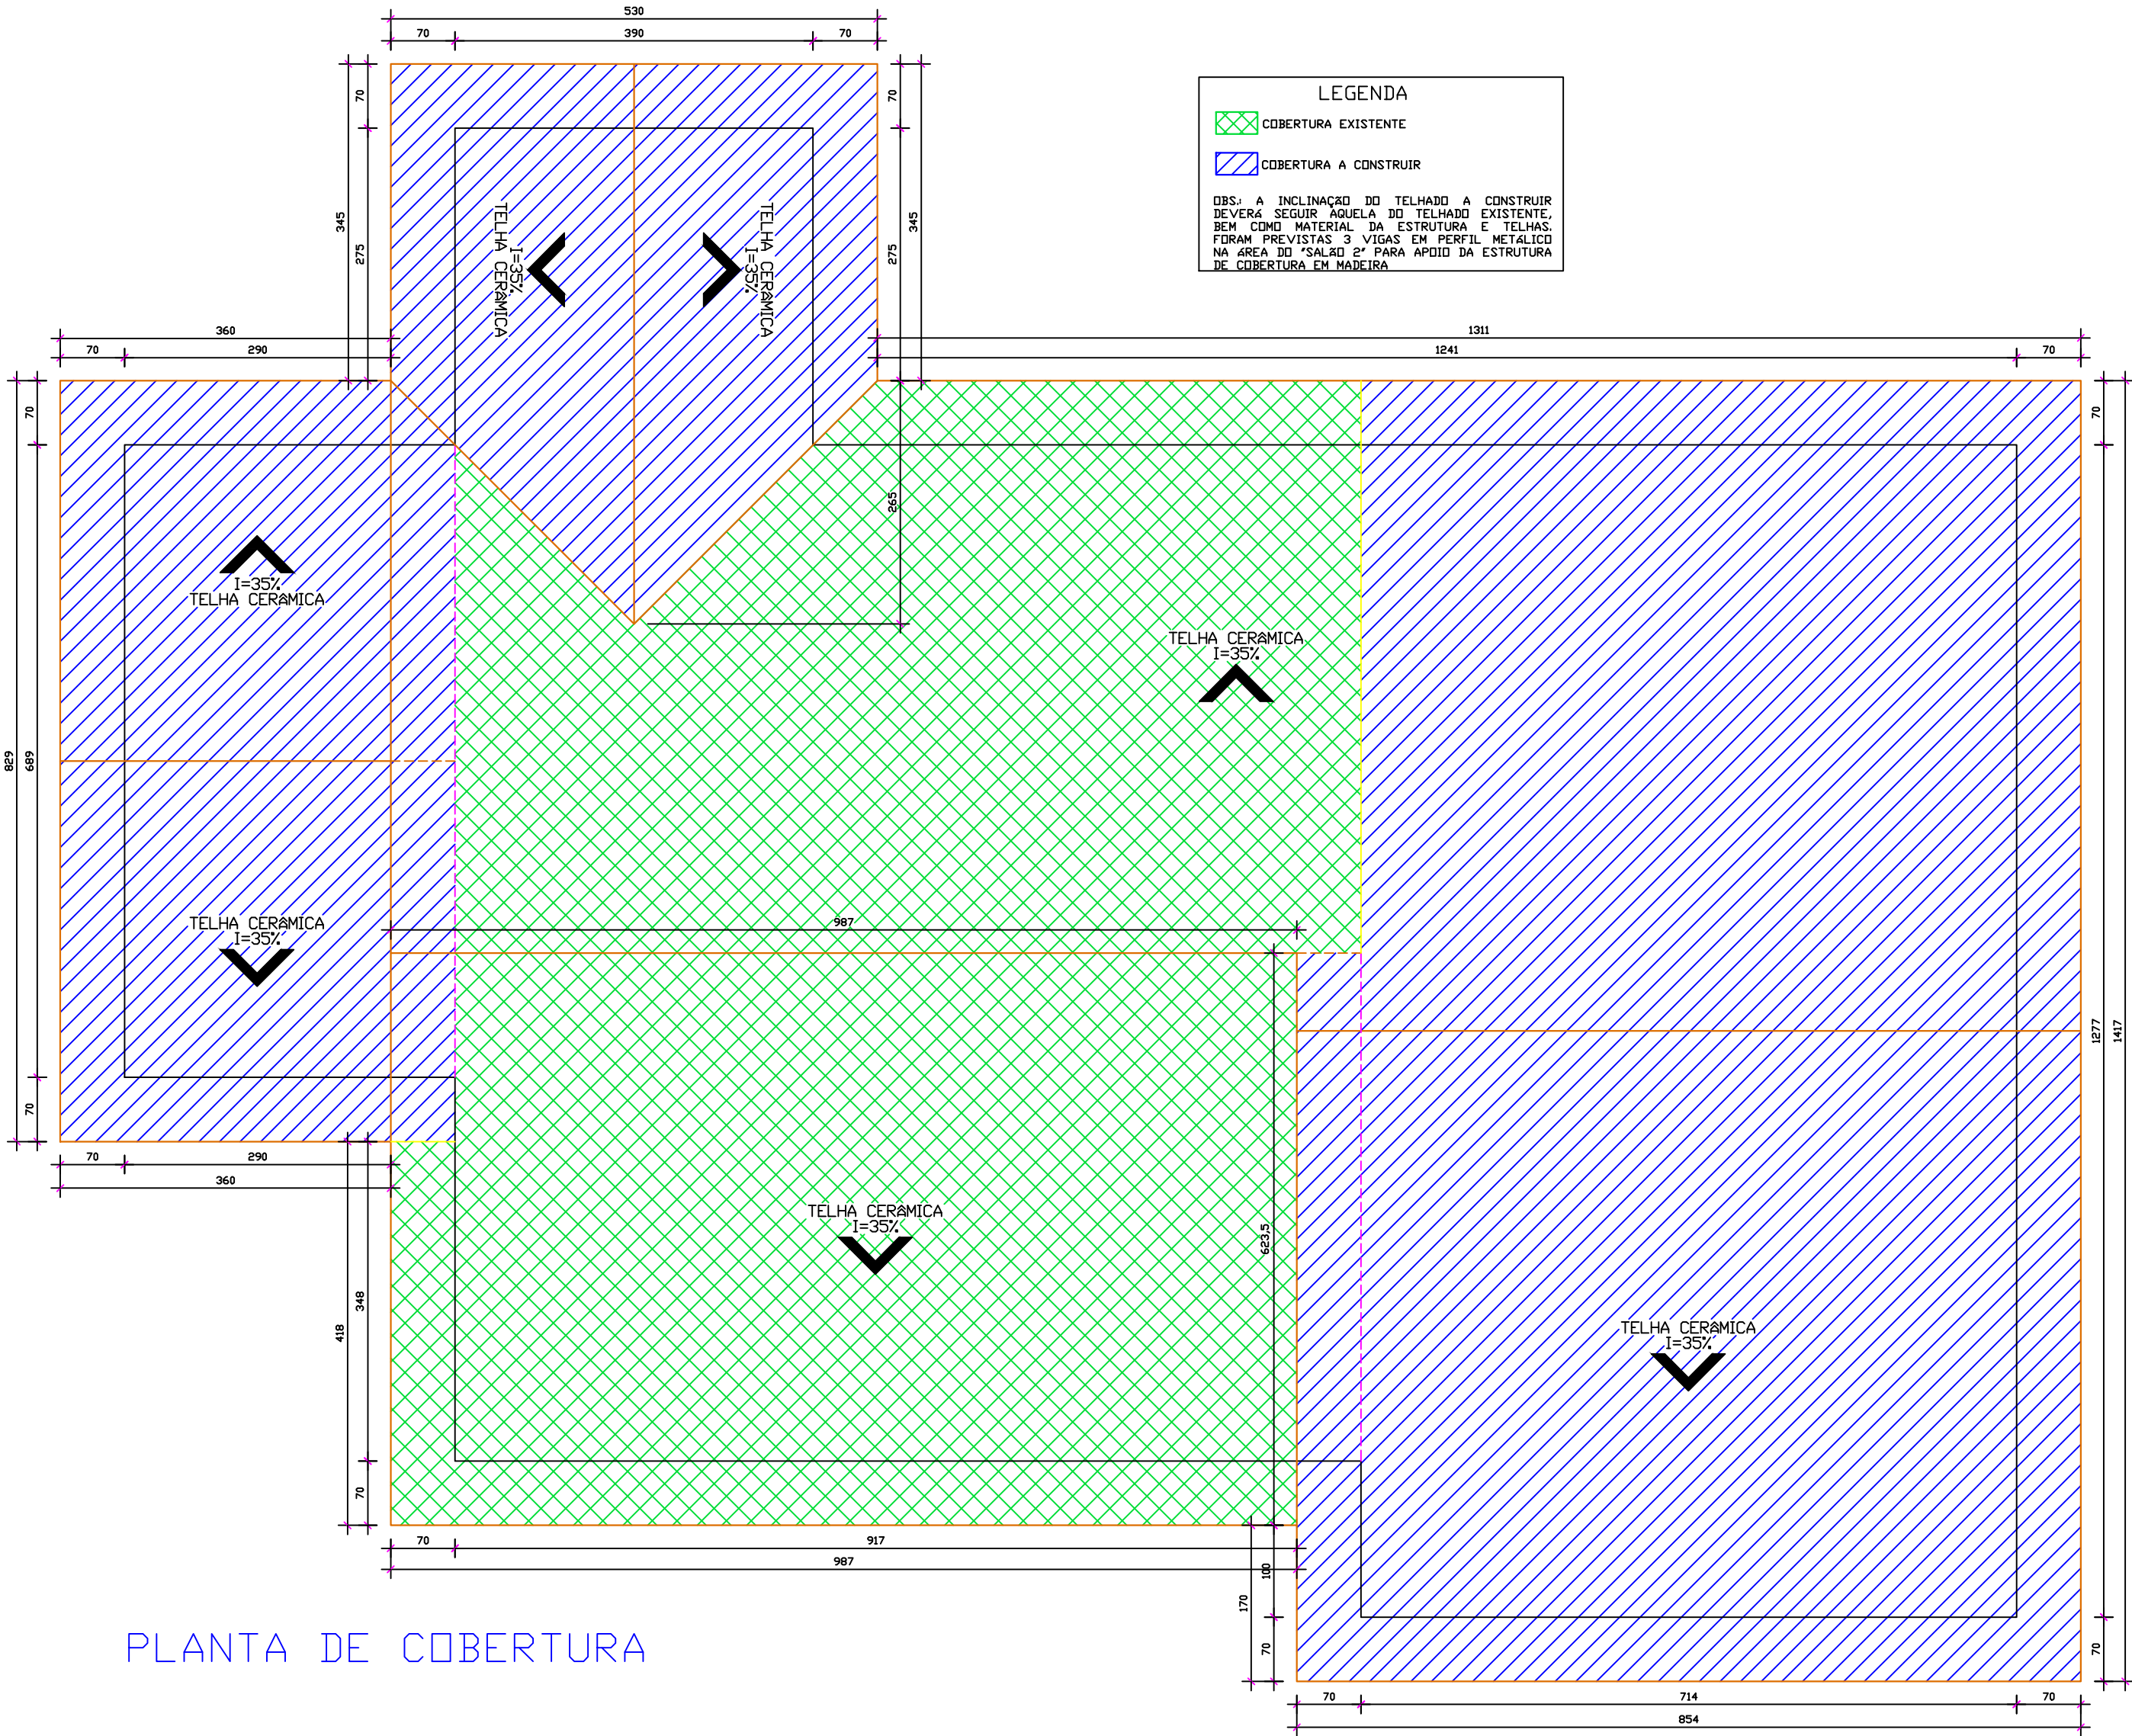 530
70
390
70
LEGENDA
COBERTURA EXISTENTE
COBERTURA A CONSTRUIR
OBS.: A INCLINAÇÃO DO TELHADO A CONSTRUIR
DEVERÁ SEGUIR ÀQUELA DO TELHADO EXISTENTE,
BEM COMO MATERIAL DA ESTRUTURA E TELHAS.
FORAM PREVISTAS 3 VIGAS EM PERFIL METÁLICO
NA ÁREA DO "SALÃO 2" PARA APOIO DA ESTRUTURA
DE COBERTURA EM MADEIRA
70
345
275
70
345
275
TELHA CERÂMICA
I=35%
TELHA CERÂMICA
I=35%
360
70
290
1311
1241
70
70
829
689
70
265
70
1277
1417
70
I=35%
TELHA CERÂMICA
TELHA CERÂMICA
I=35%
TELHA CERÂMICA
I=35%
987
70
290
360
TELHA CERÂMICA
I=35%
623,5
348
418
70
TELHA CERÂMICA
I=35%
70
917
987
100
170
70
PLANTA DE COBERTURA
70
714
70
854